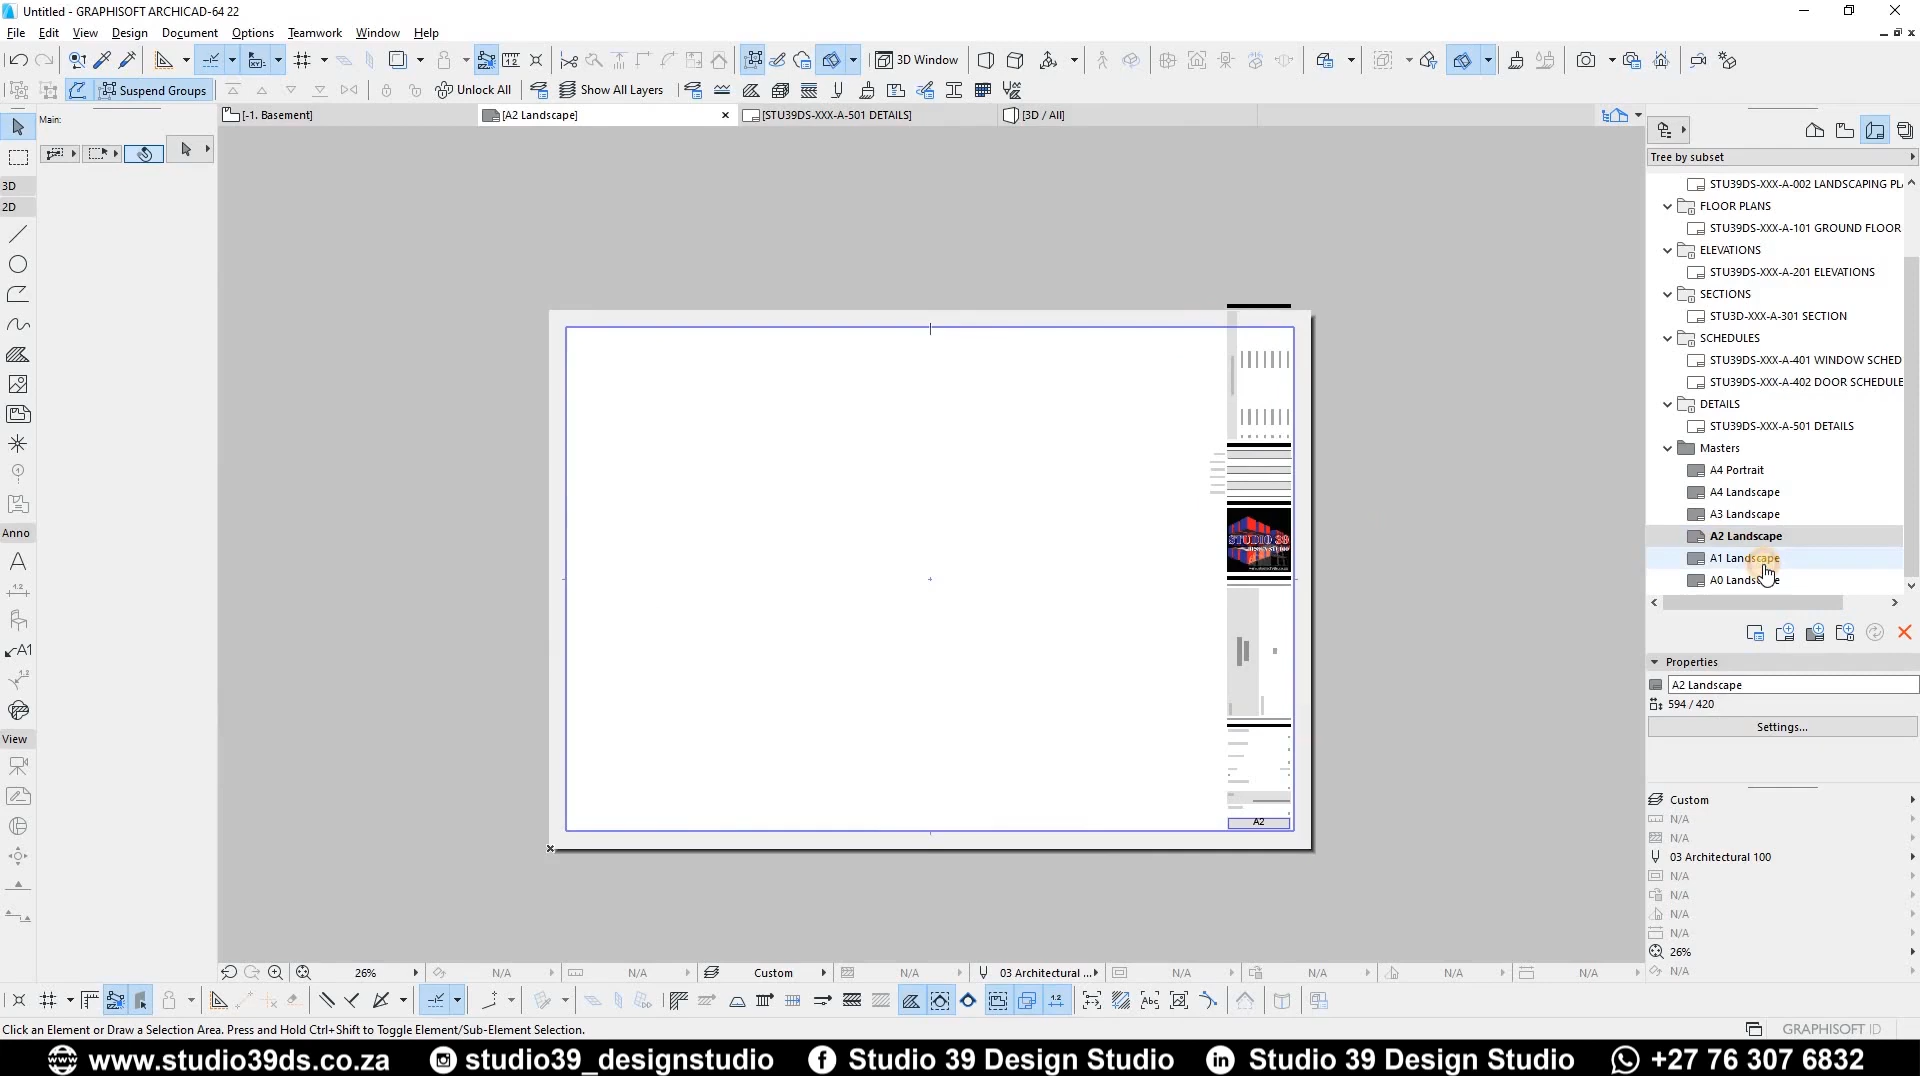 Untitled - GRAPHISOFT ARCHICAD-64 22
File Edit View Design Document Options Teamwork Window Help
3D Window
Suspend Groups
Unlock All
Show All Layers
Main:
[-1. Basement]
[A2 Landscape]
[STU39DS-XXX-A-501 DETAILS]
[3D / All]
3D
2D
Anno
A1
View
STUDIO 39
A2
Tree by subset
STU39DS-XXX-A-002 LANDSCAPING PL
FLOOR PLANS
STU39DS-XXX-A-101 GROUND FLOOR
ELEVATIONS
STU39DS-XXX-A-201 ELEVATIONS
SECTIONS
STU3D-XXX-A-301 SECTION
SCHEDULES
STU39DS-XXX-A-401 WINDOW SCHED
STU39DS-XXX-A-402 DOOR SCHEDULE
DETAILS
STU39DS-XXX-A-501 DETAILS
Masters
A4 Portrait
A4 Landscape
A3 Landscape
A2 Landscape
A1 Landscape
A0 Landscape
Properties
A2 Landscape
594 / 420
Settings...
Custom
N/A
N/A
03 Architectural 100
N/A
N/A
N/A
N/A
26%
N/A
26% N/A N/A Custom N/A 03 Architectural ... N/A N/A N/A N/A
Click an Element or Draw a Selection Area. Press and Hold Ctrl+Shift to Toggle Element/Sub-Element Selection.
GRAPHISOFT ID
www.studio39ds.co.za studio39_designstudio Studio 39 Design Studio Studio 39 Design Studio +27 76 307 6832